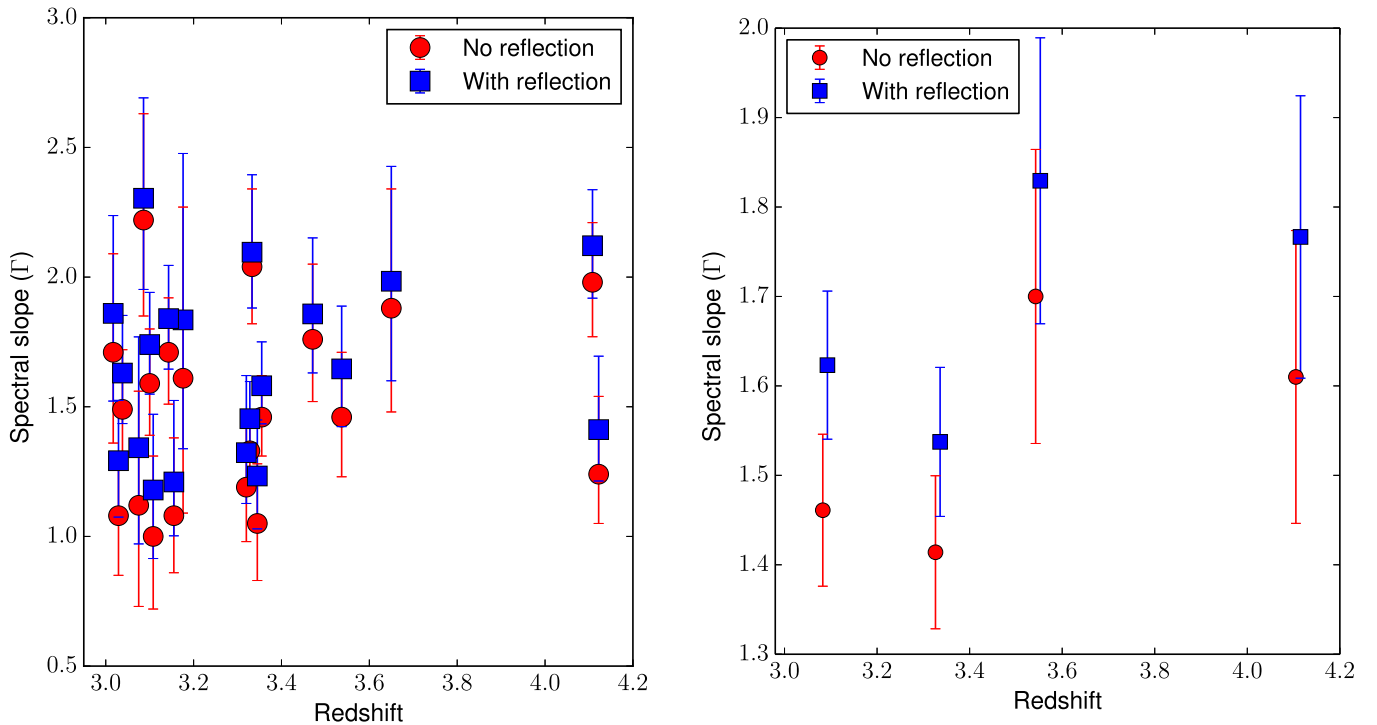 3.0
2.5
2.0
1.5
1.0
0.5
Spectral slope (Γ)
No reflection
With reflection
3.0 3.2 3.4 3.6 3.8 4.0 4.2
Redshift
2.0
1.9
1.8
1.7
1.6
1.5
1.4
1.3
Spectral slope (Γ)
No reflection
With reflection
3.0 3.2 3.4 3.6 3.8 4.0 4.2
Redshift